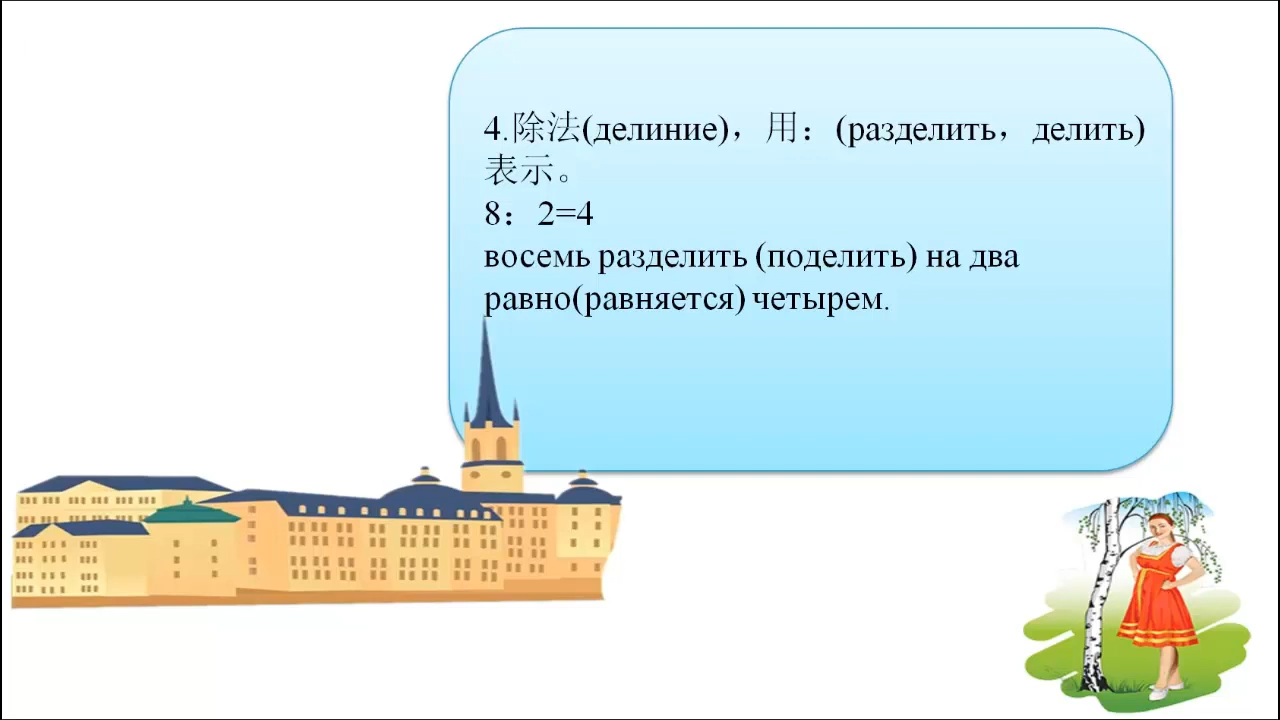 4.除法(делиние)，用：(разделить，делить)
表示。
8：2=4
восемь разделить (поделить) на два
равно(равняется) четырем.